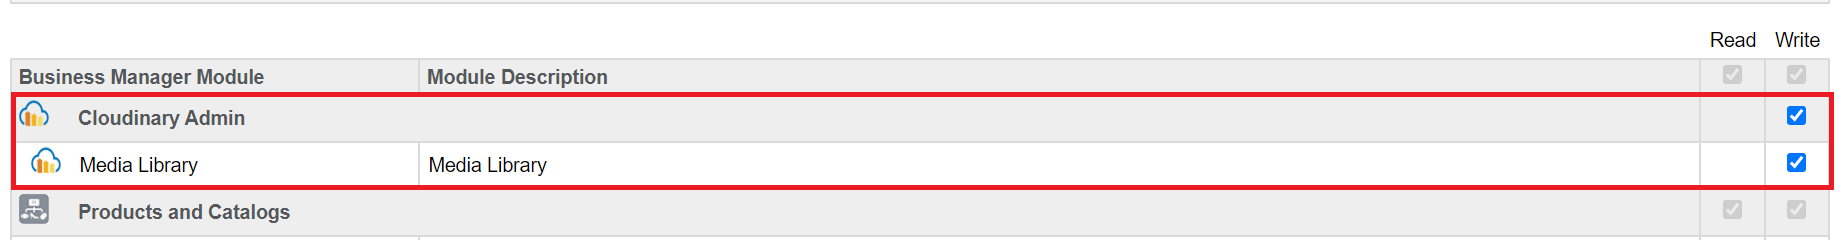 Read Write
Business Manager Module Module Description
Cloudinary Admin
Media Library Media Library
Products and Catalogs